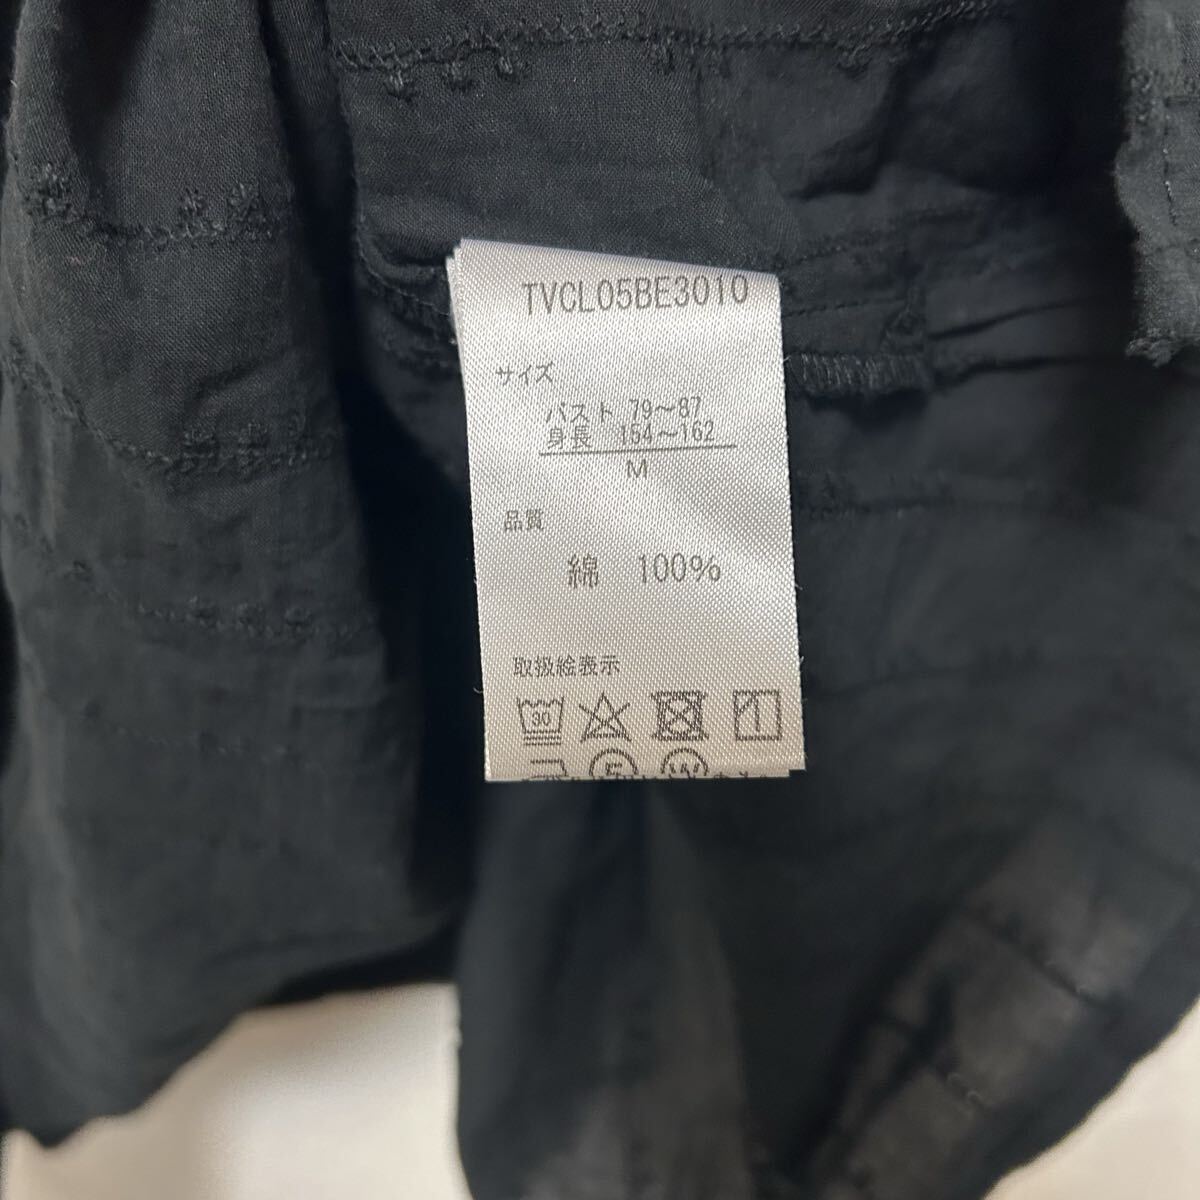 TVCL05BE3010
サイズ
バスト 79～87
身長 154～162
M
品質
綿 100%
取扱絵表示
30
F W